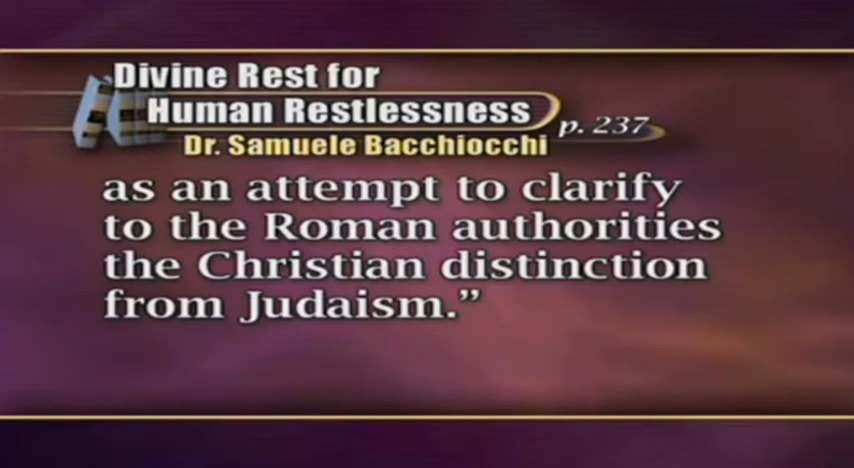 Divine Rest for
Human Restlessness
p. 237
Dr. Samuele Bacchiocchi
as an attempt to clarify
to the Roman authorities
the Christian distinction
from Judaism.”